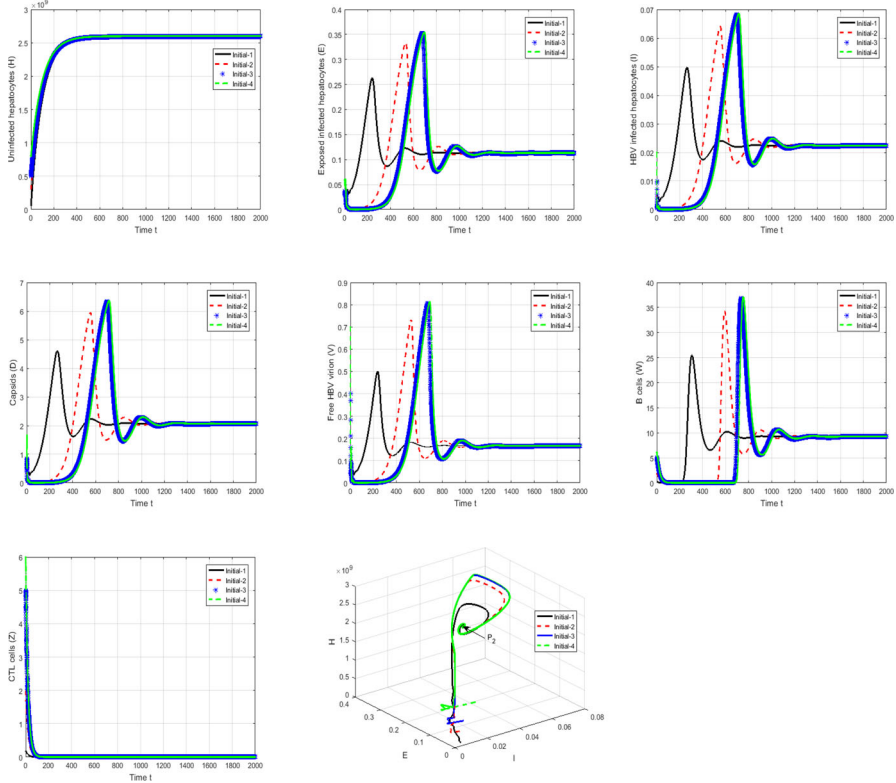 ×10^9
3
2.5
2
1.5
1
0.5
0
Uninfected hepatocytes (H)
Initial-1
Initial-2
Initial-3
Initial-4
0 200 400 600 800 1000 1200 1400 1600 1800 2000
Time t
0.4
0.35
0.3
0.25
0.2
0.15
0.1
0.05
0
Exposed infected hepatocytes (E)
Initial-1
Initial-2
Initial-3
Initial-4
0 200 400 600 800 1000 1200 1400 1600 1800 2000
Time t
0.07
0.06
0.05
0.04
0.03
0.02
0.01
0
HBV infected hepatocytes (I)
Initial-1
Initial-2
Initial-3
Initial-4
0 200 400 600 800 1000 1200 1400 1600 1800 2000
Time t
7
6
5
4
3
2
1
0
Capsids (D)
Initial-1
Initial-2
Initial-3
Initial-4
0 200 400 600 800 1000 1200 1400 1600 1800 2000
Time t
0.9
0.8
0.7
0.6
0.5
0.4
0.3
0.2
0.1
0
Free HBV virion (V)
Initial-1
Initial-2
Initial-3
Initial-4
0 200 400 600 800 1000 1200 1400 1600 1800 2000
Time t
40
35
30
25
20
15
10
5
0
B cells (W)
Initial-1
Initial-2
Initial-3
Initial-4
0 200 400 600 800 1000 1200 1400 1600 1800 2000
Time t
6
5
4
3
2
1
0
CTL cells (Z)
Initial-1
Initial-2
Initial-3
Initial-4
0 200 400 600 800 1000 1200 1400 1600 1800 2000
Time t
×10^9
3
2.5
2
1.5
1
0.5
0
H
Initial-1
Initial-2
Initial-3
Initial-4
P2
0.4
0.3
0.2
0.1
0
E
0
0.02
0.04
0.06
0.08
I